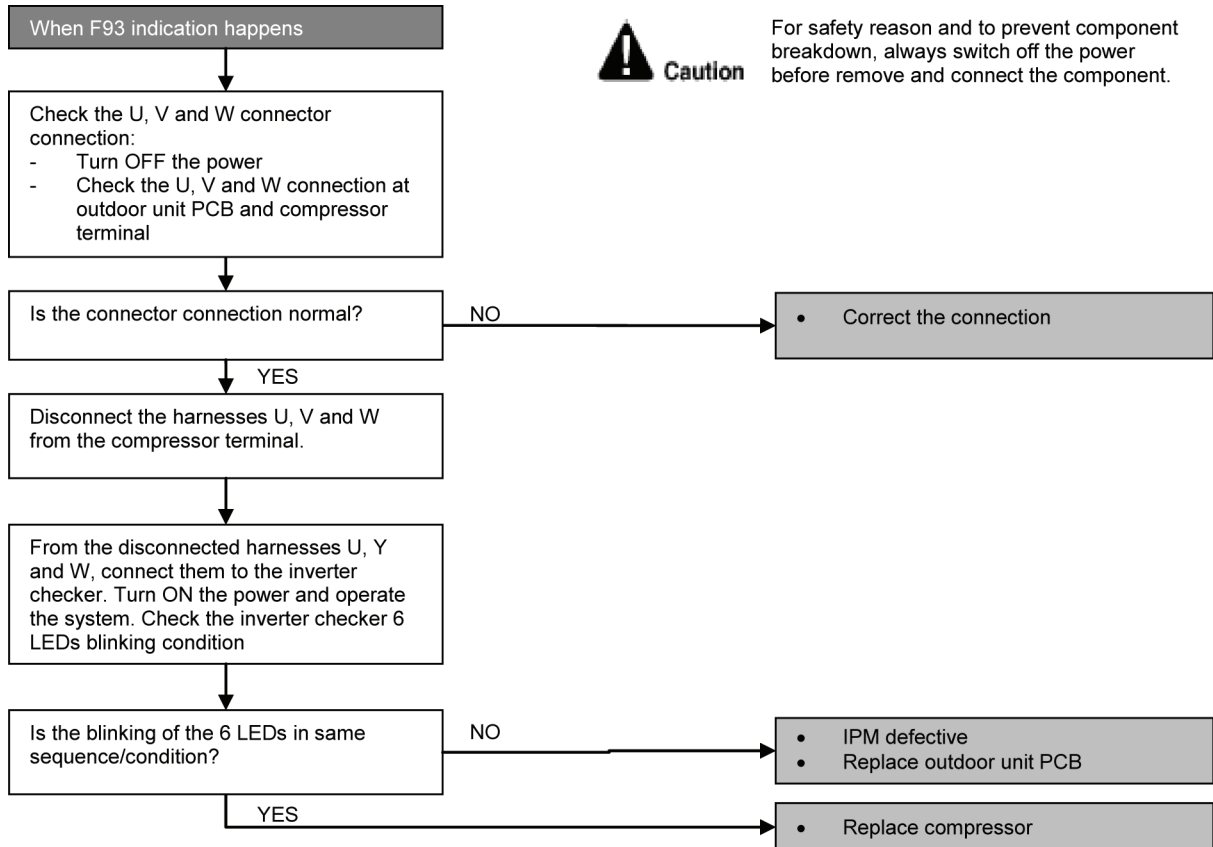 When F93 indication happens
Caution
For safety reason and to prevent component
breakdown, always switch off the power
before remove and connect the component.
Check the U, V and W connector
connection:
- Turn OFF the power
- Check the U, V and W connection at
outdoor unit PCB and compressor
terminal
Is the connector connection normal?
NO
• Correct the connection
YES
Disconnect the harnesses U, V and W
from the compressor terminal.
From the disconnected harnesses U, Y
and W, connect them to the inverter
checker. Turn ON the power and operate
the system. Check the inverter checker 6
LEDs blinking condition
Is the blinking of the 6 LEDs in same
sequence/condition?
NO
• IPM defective
• Replace outdoor unit PCB
YES
• Replace compressor